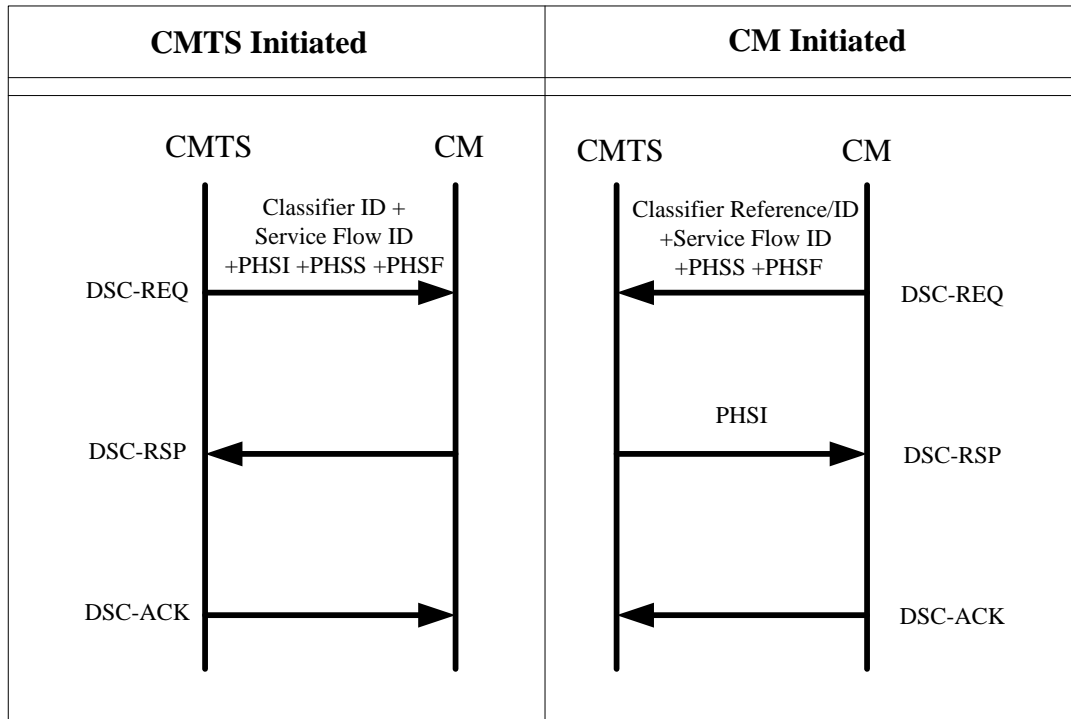 CMTS Initiated
CM Initiated
CMTS
CM
Classifier ID +
Service Flow ID
+PHSI +PHSS +PHSF
DSC-REQ
DSC-RSP
DSC-ACK
CMTS
CM
Classifier Reference/ID
+Service Flow ID
+PHSS +PHSF
DSC-REQ
PHSI
DSC-RSP
DSC-ACK